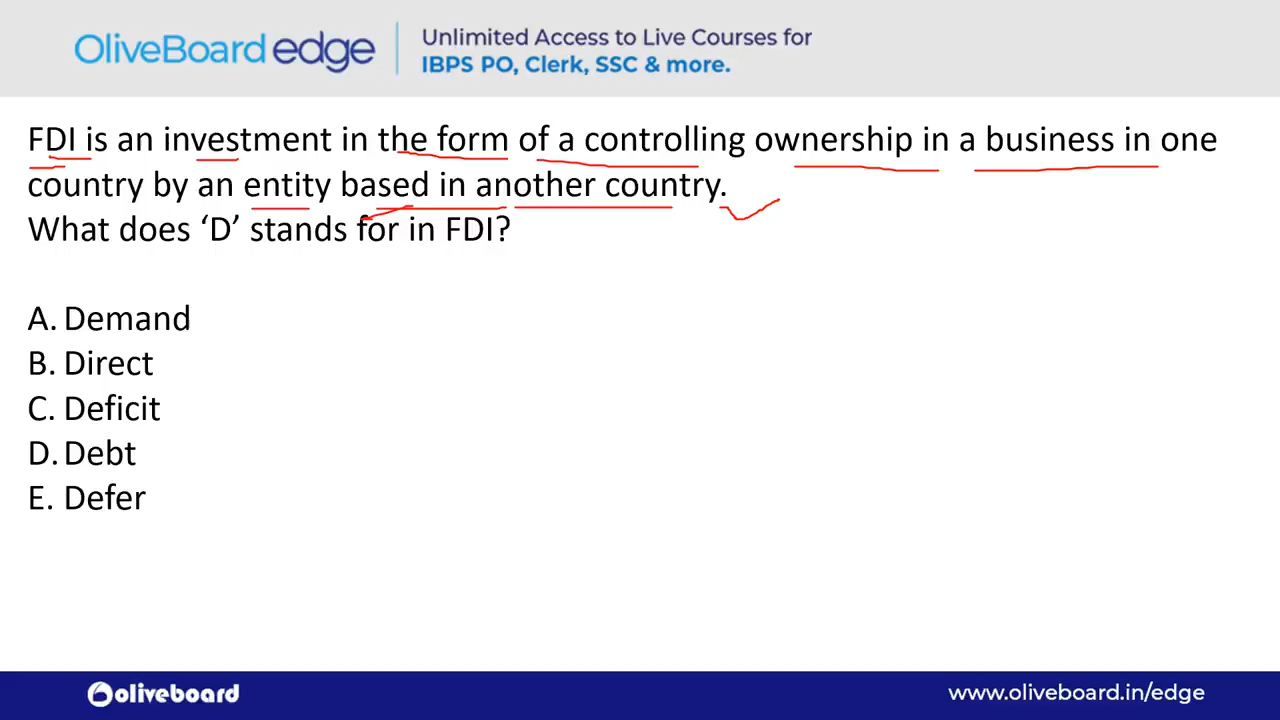 OliveBoard edge
Unlimited Access to Live Courses for
IBPS PO, Clerk, SSC & more.
FDI is an investment in the form of a controlling ownership in a business in one
country by an entity based in another country.
What does ‘D’ stands for in FDI?
A. Demand
B. Direct
C. Deficit
D. Debt
E. Defer
oliveboard
www.oliveboard.in/edge